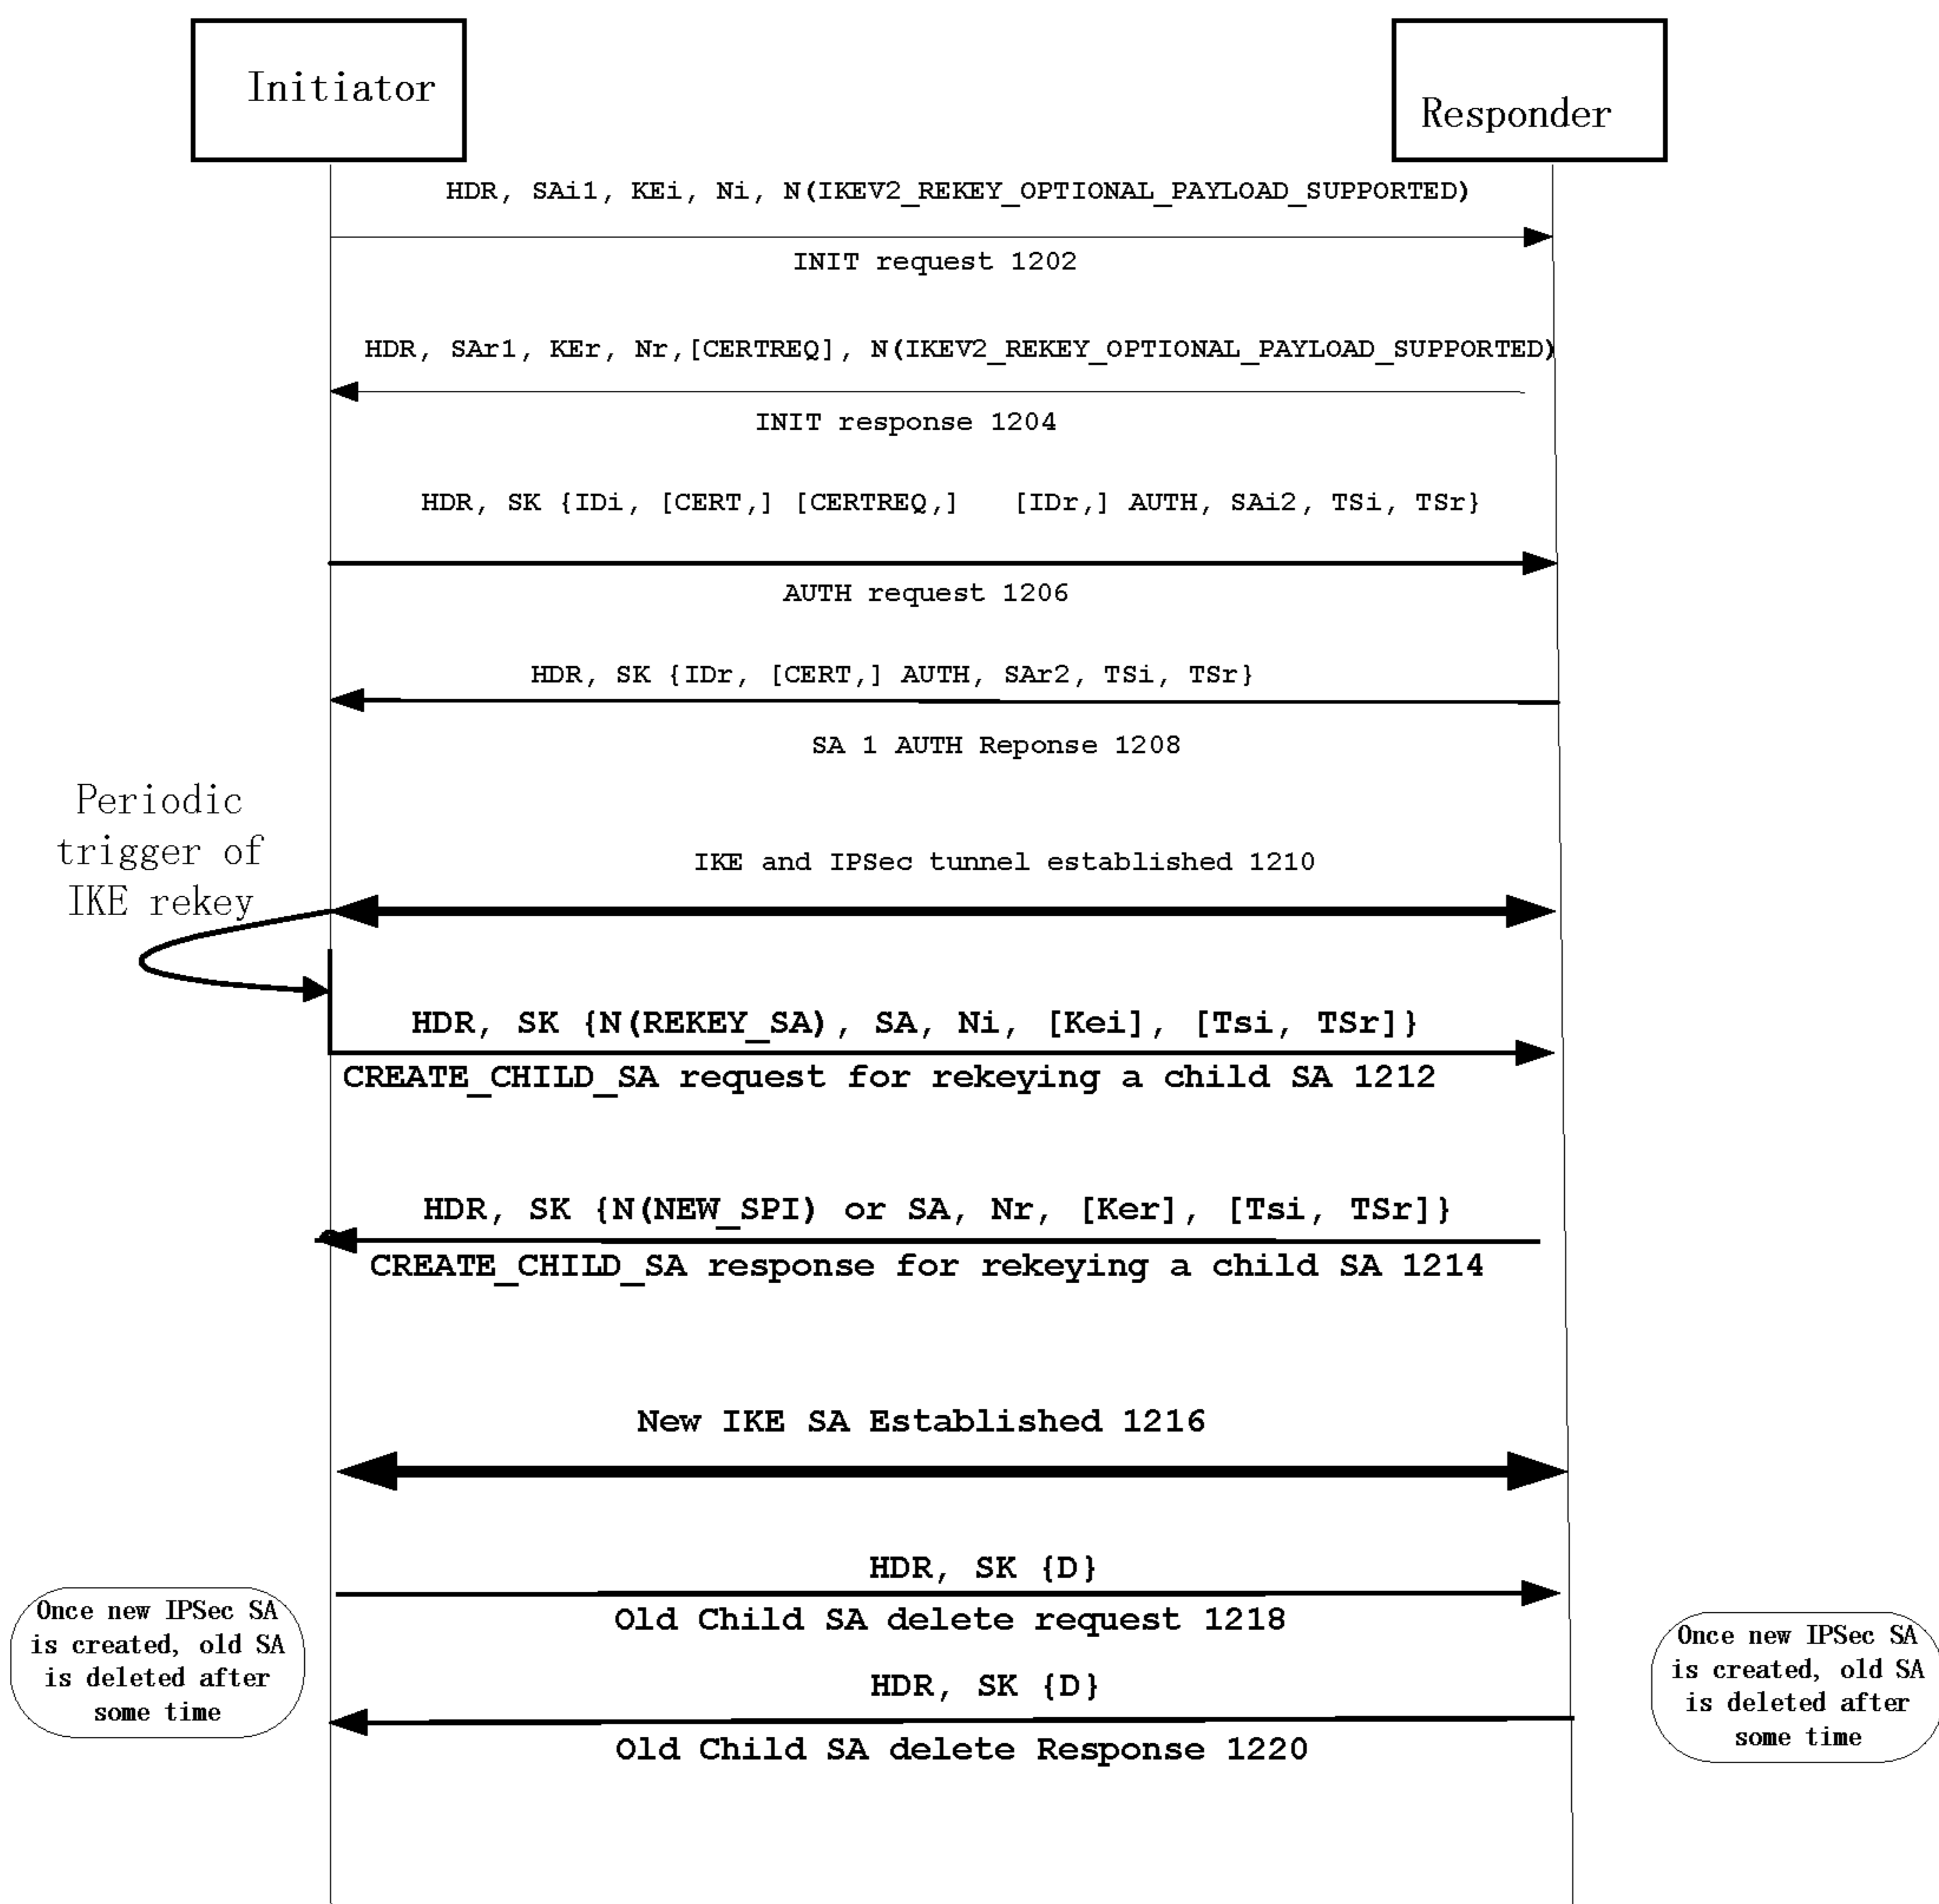 Initiator
Responder
HDR, SAi1, KEi, Ni, N(IKEV2_REKEY_OPTIONAL_PAYLOAD_SUPPORTED)
INIT request 1202
HDR, SAr1, KEr, Nr,[CERTREQ], N(IKEV2_REKEY_OPTIONAL_PAYLOAD_SUPPORTED)
INIT response 1204
HDR, SK {IDi, [CERT,] [CERTREQ,] [IDr,] AUTH, SAi2, TSi, TSr}
AUTH request 1206
HDR, SK {IDr, [CERT,] AUTH, SAr2, TSi, TSr}
SA 1 AUTH Reponse 1208
Periodic
trigger of
IKE rekey
IKE and IPSec tunnel established 1210
HDR, SK {N(REKEY_SA), SA, Ni, [Kei], [Tsi, TSr]}
CREATE_CHILD_SA request for rekeying a child SA 1212
HDR, SK {N(NEW_SPI) or SA, Nr, [Ker], [Tsi, TSr]}
CREATE_CHILD_SA response for rekeying a child SA 1214
New IKE SA Established 1216
HDR, SK {D}
Old Child SA delete request 1218
HDR, SK {D}
Old Child SA delete Response 1220
Once new IPSec SA
is created, old SA
is deleted after
some time
Once new IPSec SA
is created, old SA
is deleted after
some time